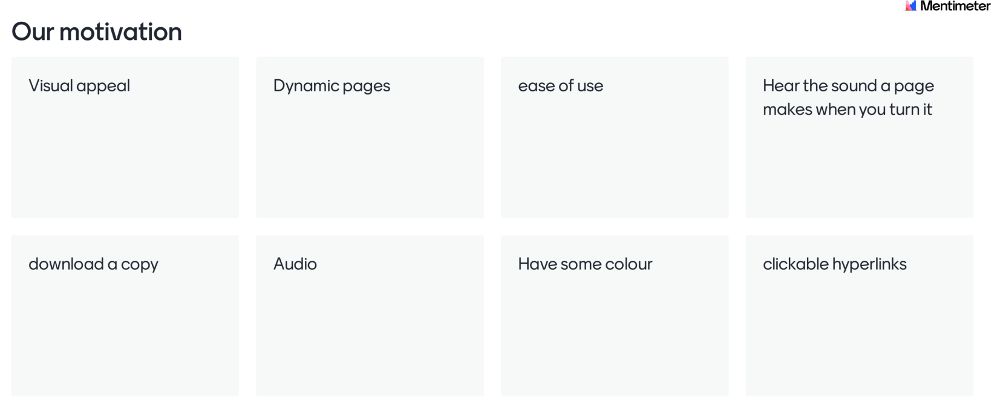 Mentimeter
Our motivation
Visual appeal
Dynamic pages
ease of use
Hear the sound a page
makes when you turn it
download a copy
Audio
Have some colour
clickable hyperlinks